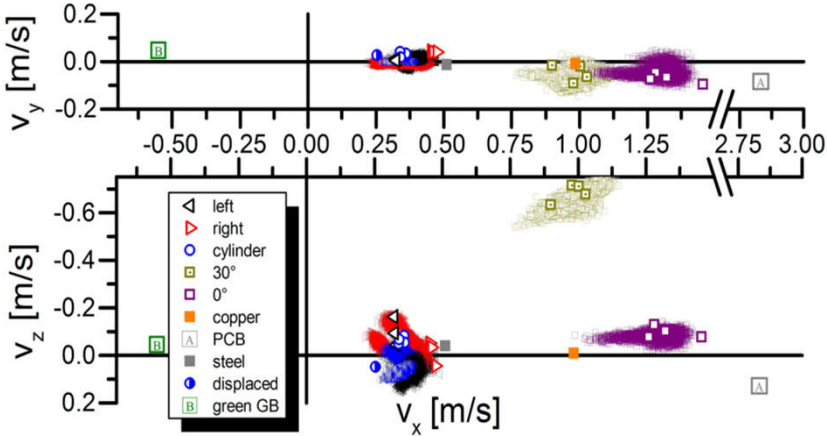 0.2
v_y [m/s]
0.0
B
A
-0.2
-0.50 -0.25 0.00 0.25 0.50 0.75 1.00 1.25 2.75 3.00
v_z [m/s]
-0.6
-0.4
-0.2
0.0
0.2
left
right
cylinder
30°
0°
copper
A PCB
steel
displaced
B green GB
B
A
v_x [m/s]